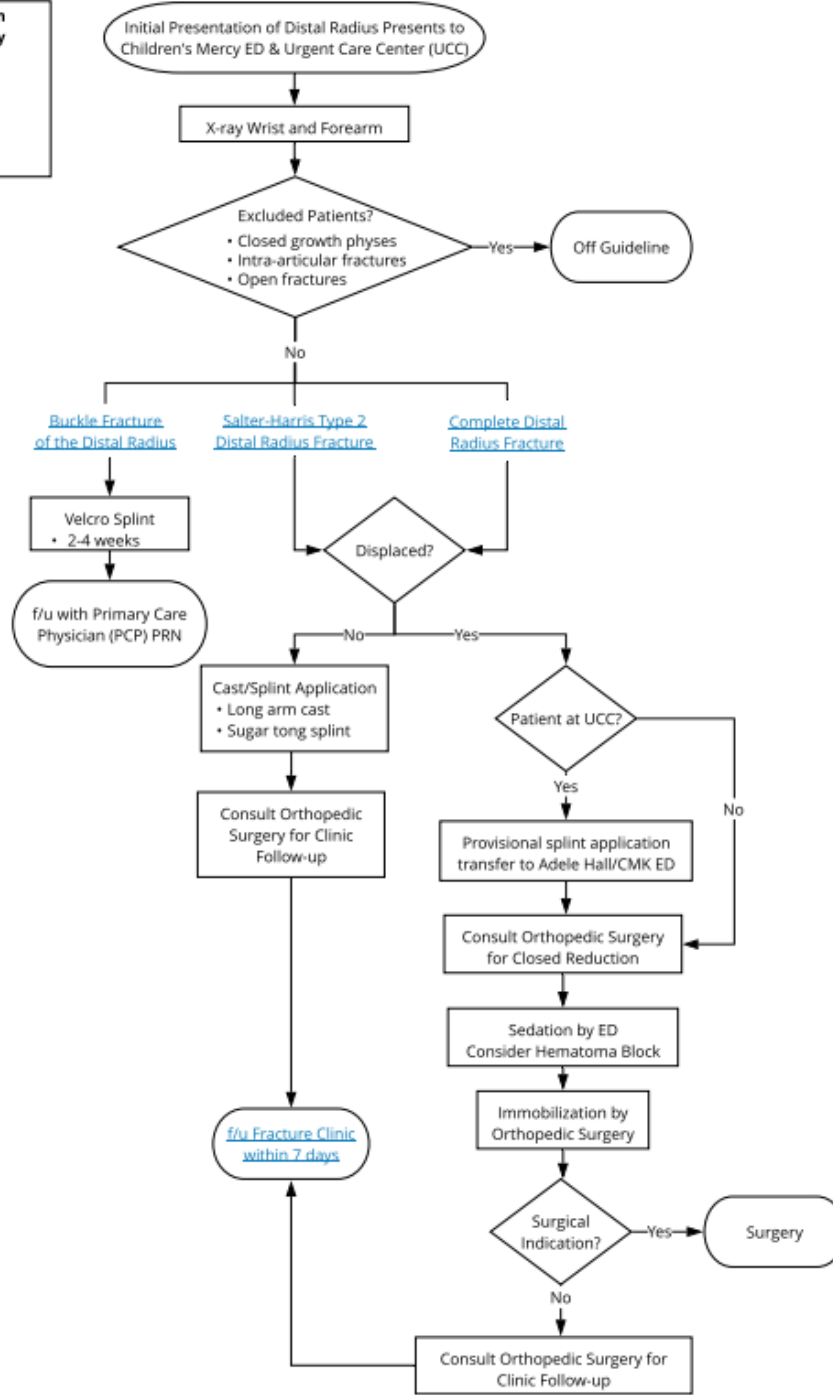 Initial Presentation of Distal Radius Presents to
Children's Mercy ED & Urgent Care Center (UCC)
X-ray Wrist and Forearm
Excluded Patients?
• Closed growth physes
• Intra-articular fractures
• Open fractures
Yes
Off Guideline
No
Buckle Fracture
of the Distal Radius
Salter-Harris Type 2
Distal Radius Fracture
Complete Distal
Radius Fracture
Velcro Splint
• 2-4 weeks
Displaced?
f/u with Primary Care
Physician (PCP) PRN
No
Yes
Cast/Splint Application
• Long arm cast
• Sugar tong splint
Patient at UCC?
Yes
No
Consult Orthopedic
Surgery for Clinic
Follow-up
Provisional splint application
transfer to Adele Hall/CMK ED
Consult Orthopedic Surgery
for Closed Reduction
Sedation by ED
Consider Hematoma Block
Immobilization by
Orthopedic Surgery
f/u Fracture Clinic
within 7 days
Surgical
Indication?
Yes
Surgery
No
Consult Orthopedic Surgery for
Clinic Follow-up